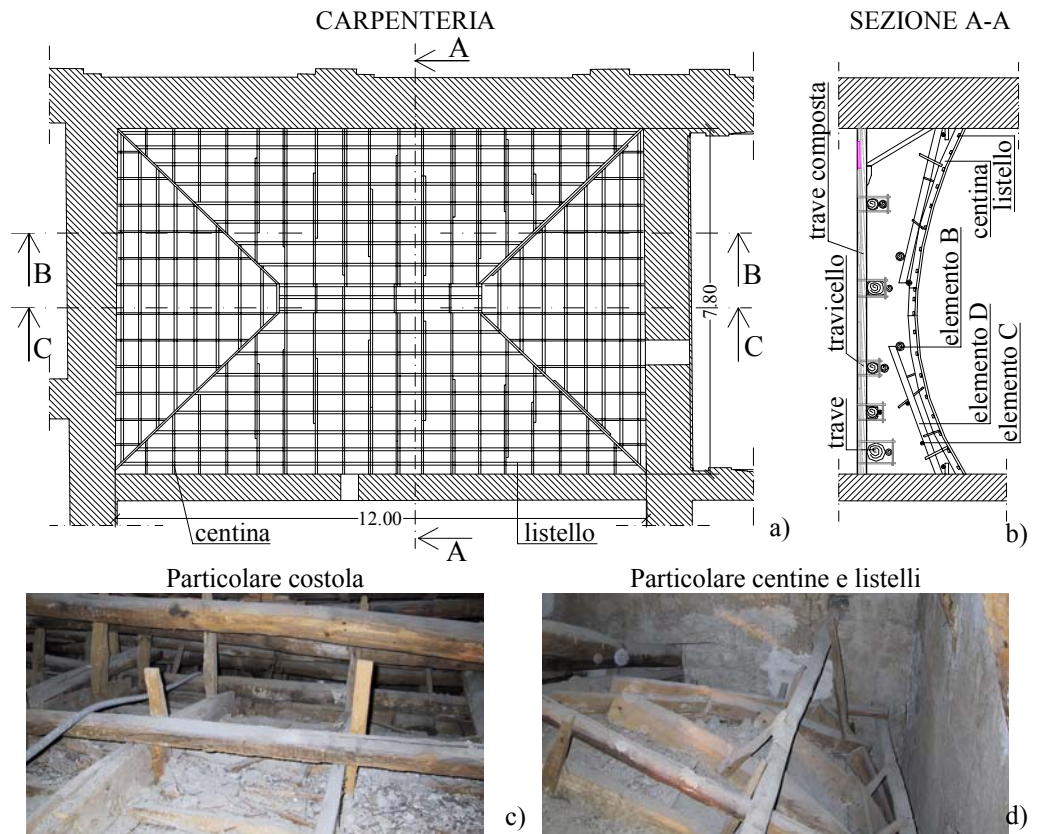 CARPENTERIA
SEZIONE A-A
A
B
B
C
C
7.80
12.00
centina
listello
A
a)
trave composta
travicello
trave
centina
listello
elemento B
elemento D
elemento C
b)
Particolare costola
Particolare centine e listelli
c)
d)